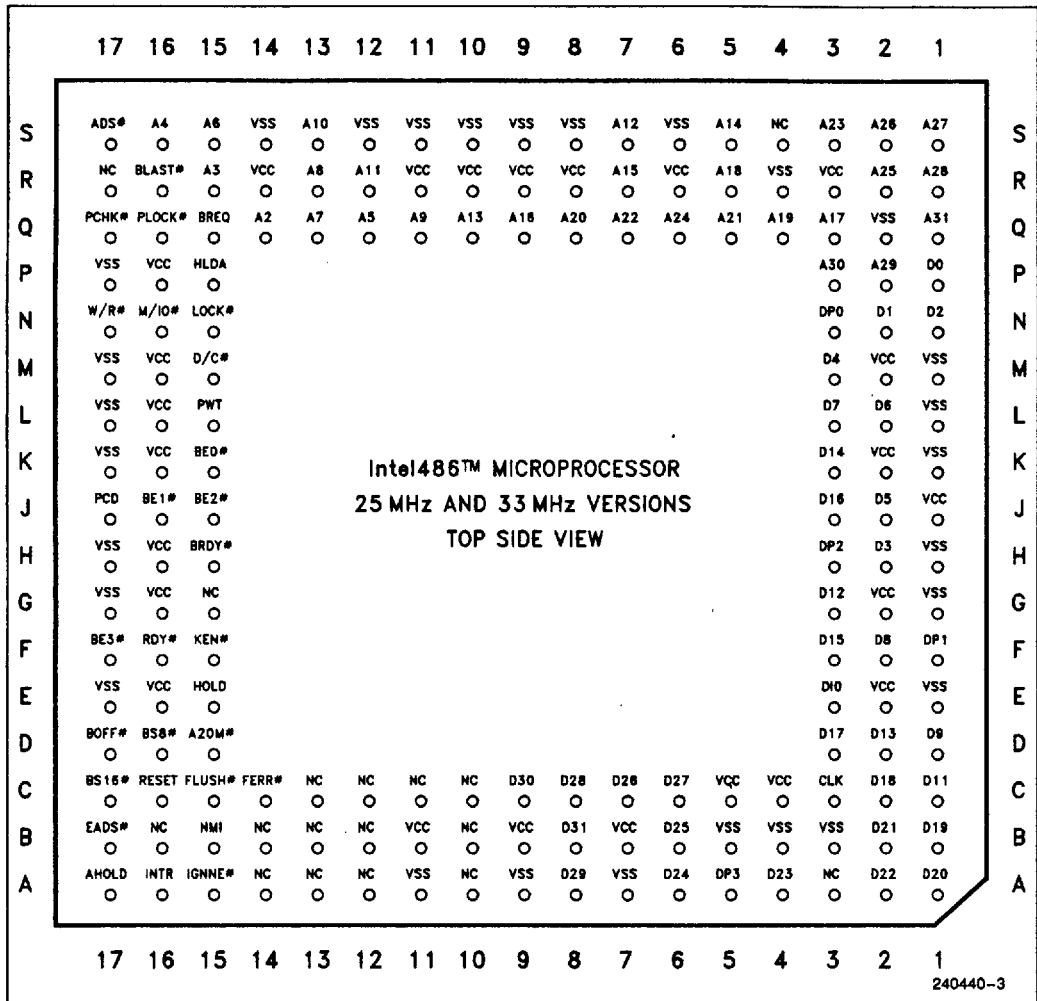 17 16 15 14 13 12 11 10 9 8 7 6 5 4 3 2 1
S ADS# A4 A6 VSS A10 VSS VSS VSS VSS VSS A12 VSS A14 NC A23 A26 A27 S
R NC BLAST# A3 VCC A8 A11 VCC VCC VCC VCC A15 VCC A18 VSS VCC A25 A28 R
Q PCHK# PLOCK# BREQ A2 A7 A5 A9 A13 A16 A20 A22 A24 A21 A19 A17 VSS A31 Q
P VSS VCC HLDA A30 A29 D0 P
N W/R# M/IO# LOCK# DP0 D1 D2 N
M VSS VCC D/C# D4 VCC VSS M
L VSS VCC PWT D7 D6 VSS L
K VSS VCC BE0# D14 VCC VSS K
Intel486™ MICROPROCESSOR
J PCD BE1# BE2# D16 D5 VCC J
25 MHz AND 33 MHz VERSIONS
TOP SIDE VIEW
H VSS VCC BRDY# DP2 D3 VSS H
G VSS VCC NC D12 VCC VSS G
F BE3# RDY# KEN# D15 D8 DP1 F
E VSS VCC HOLD DI0 VCC VSS E
D BOFF# BS8# A20M# D17 D13 D9 D
C BS16# RESET FLUSH# FERR# NC NC NC NC D30 D28 D26 D27 VCC VCC CLK D18 D11 C
B EADS# NC NMI NC NC NC VCC NC VCC D31 VCC D25 VSS VSS VSS D21 D19 B
A AHOLD INTR IGNNE# NC NC NC VSS NC VSS D29 VSS D24 DP3 D23 NC D22 D20 A
17 16 15 14 13 12 11 10 9 8 7 6 5 4 3 2 1
240440-3